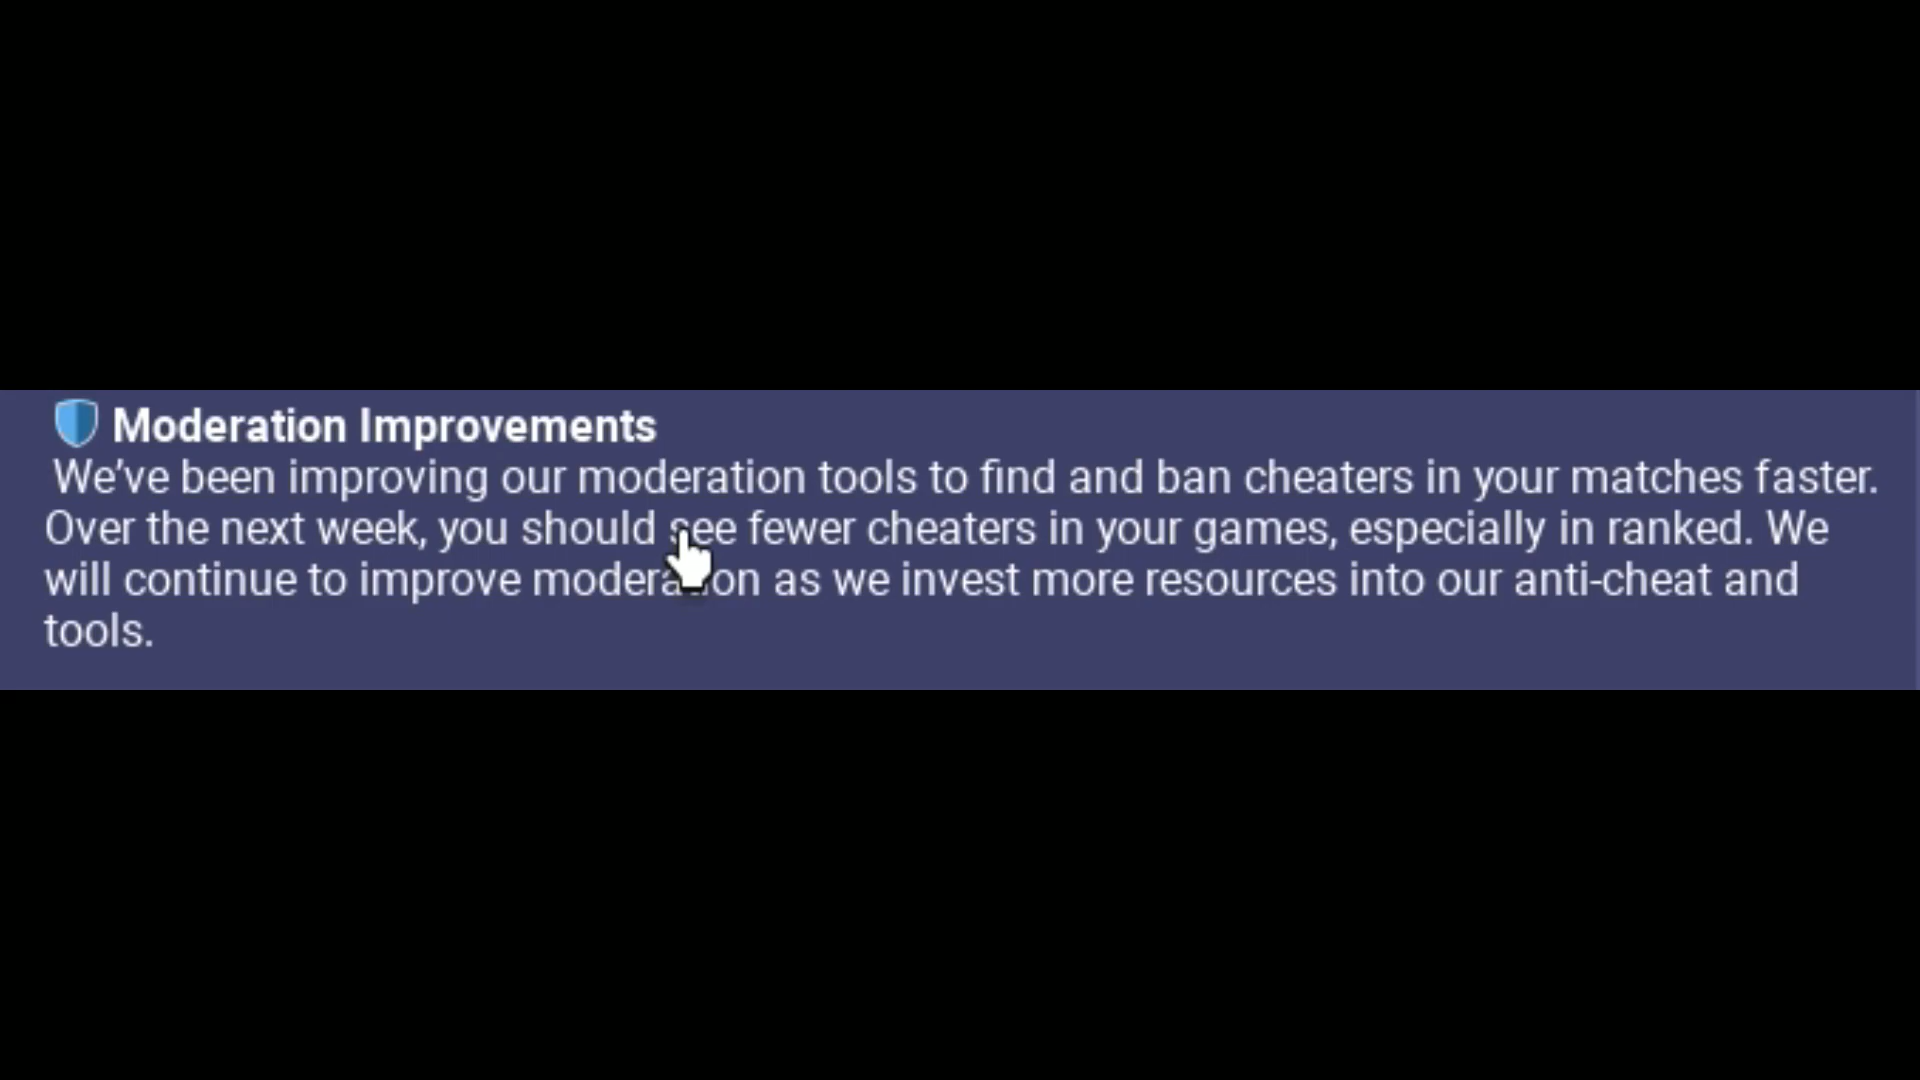 Moderation Improvements
We’ve been improving our moderation tools to find and ban cheaters in your matches faster.
Over the next week, you should see fewer cheaters in your games, especially in ranked. We
will continue to improve moderation as we invest more resources into our anti-cheat and
tools.